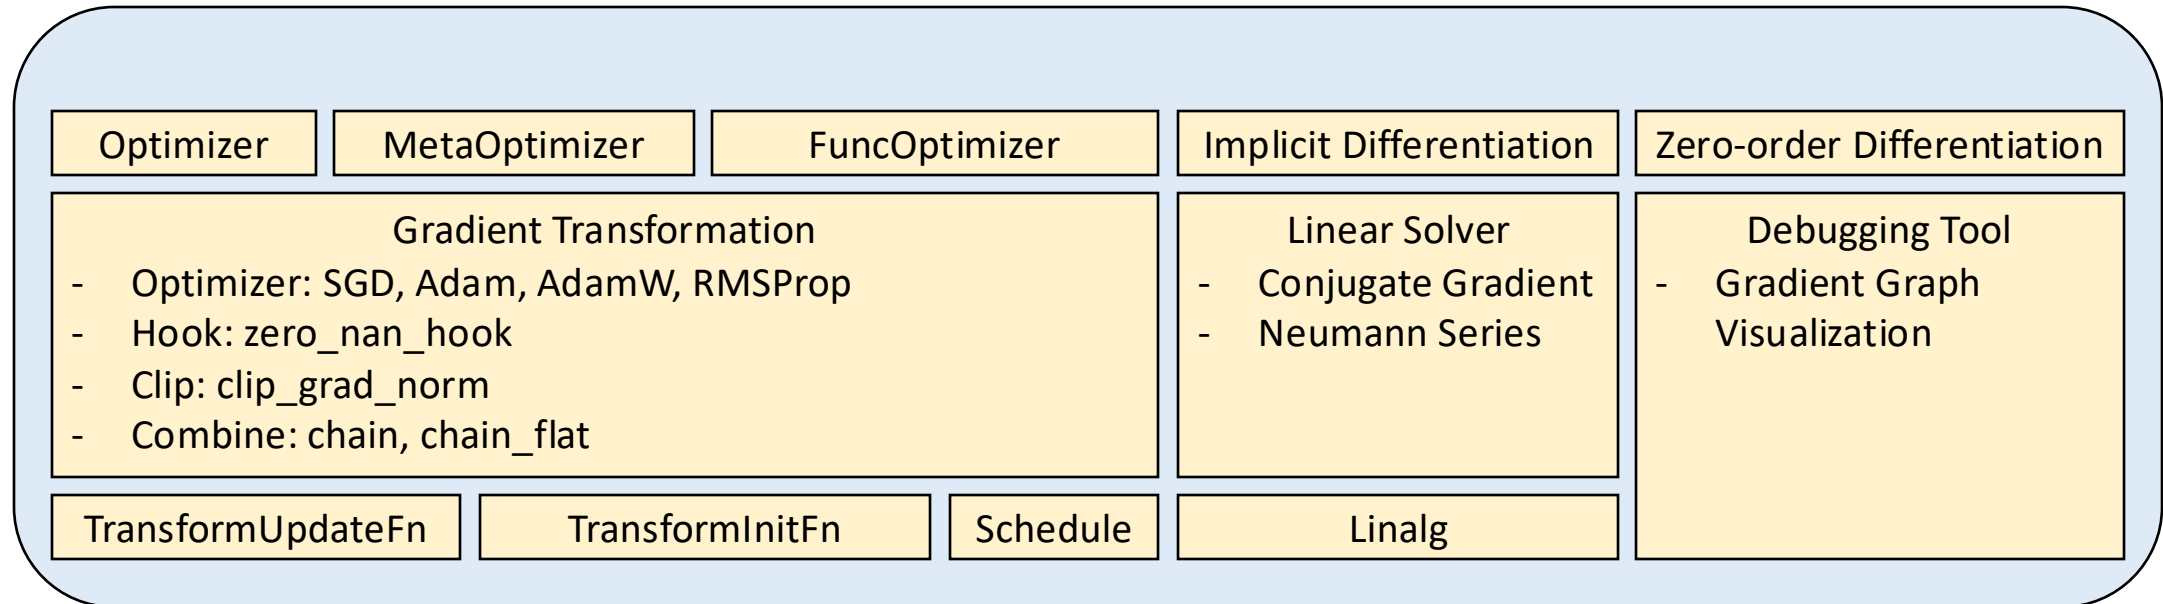 Optimizer
MetaOptimizer
FuncOptimizer
Implicit Differentiation
Zero-order Differentiation
Gradient Transformation
- Optimizer: SGD, Adam, AdamW, RMSProp
- Hook: zero_nan_hook
- Clip: clip_grad_norm
- Combine: chain, chain_flat
Linear Solver
- Conjugate Gradient
- Neumann Series
Debugging Tool
- Gradient Graph
Visualization
TransformUpdateFn
TransformInitFn
Schedule
Linalg